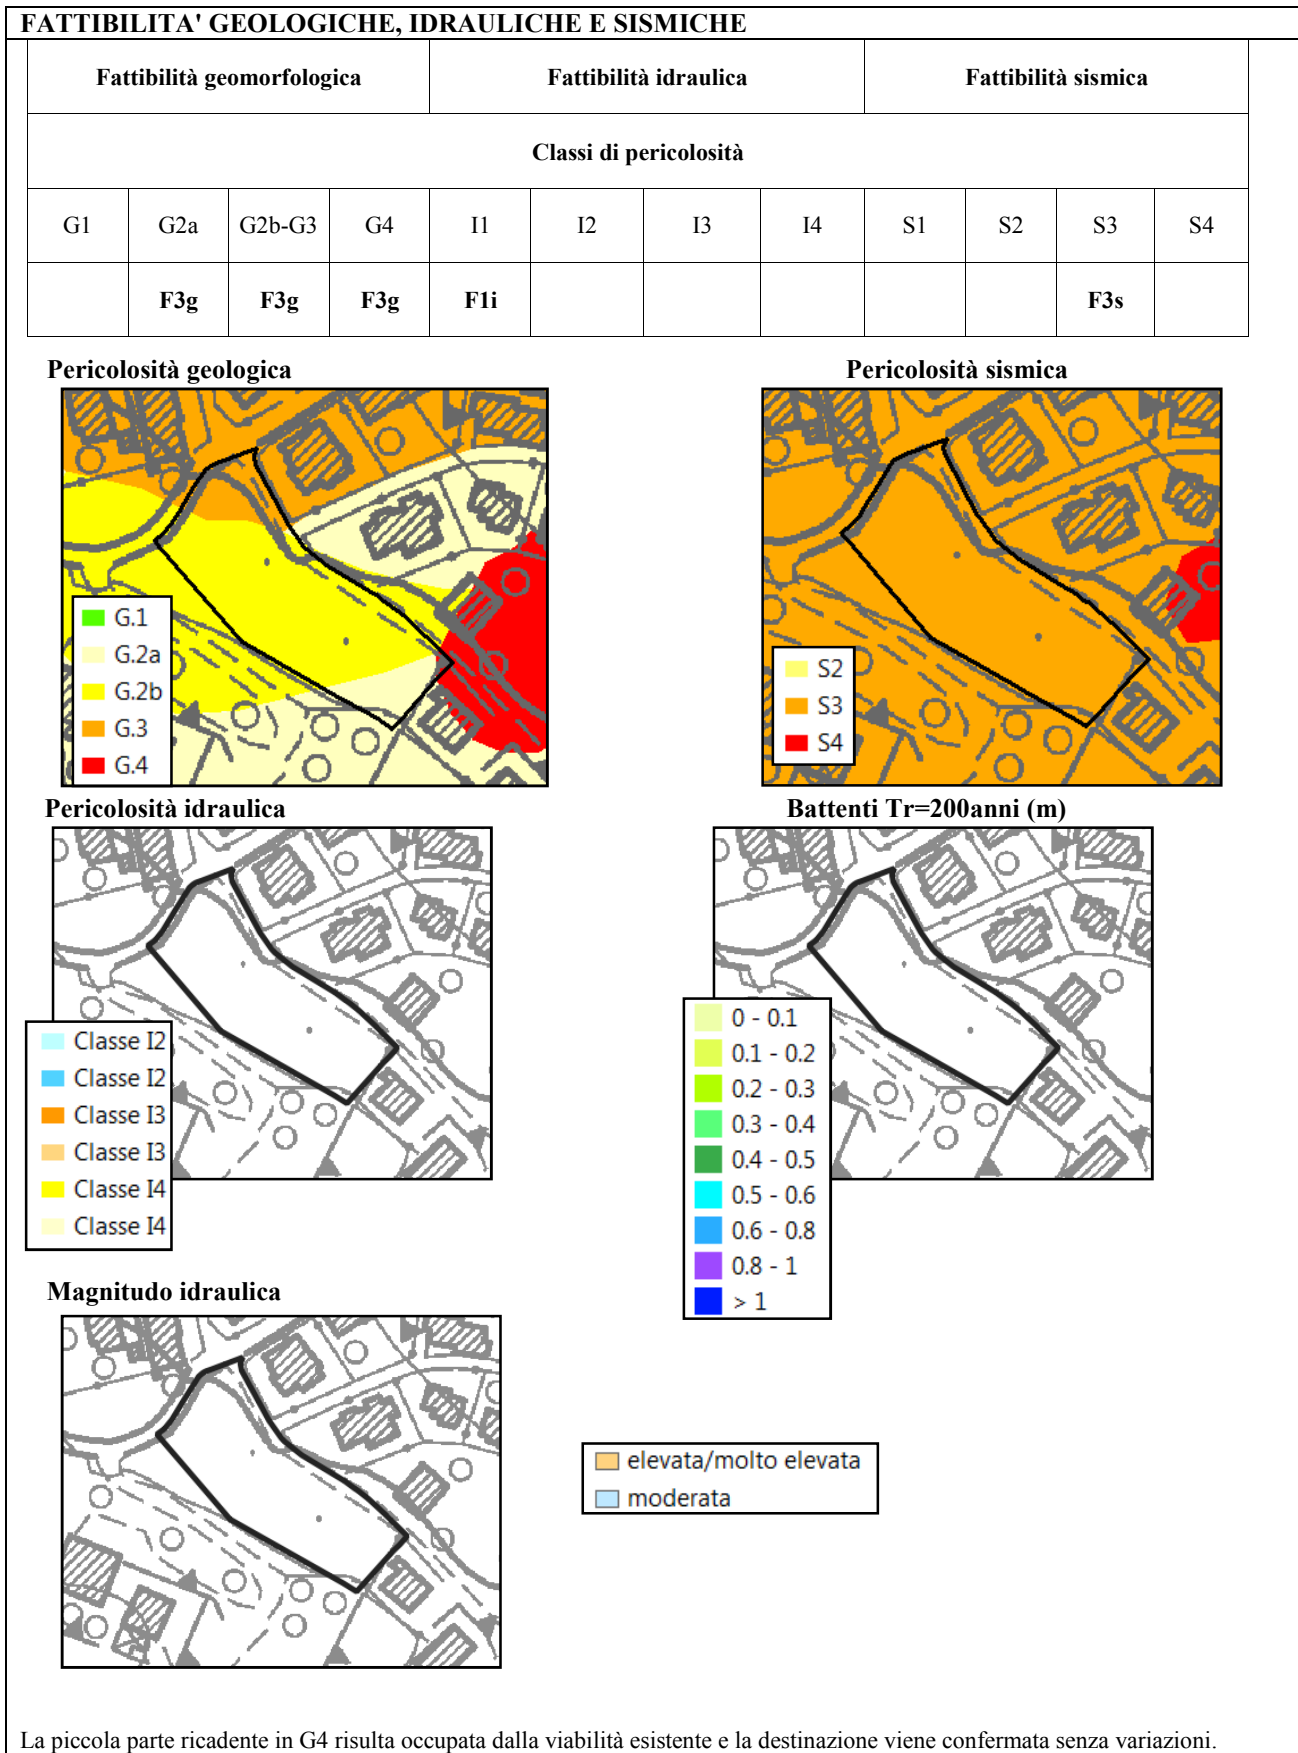 FATTIBILITA' GEOLOGICHE, IDRAULICHE E SISMICHE
Fattibilità geomorfologica Fattibilità idraulica Fattibilità sismica
Classi di pericolosità
G1 G2a G2b-G3 G4 I1 I2 I3 I4 S1 S2 S3 S4
F3g F3g F3g F1i F3s
Pericolosità geologica
G.1
G.2a
G.2b
G.3
G.4
Pericolosità sismica
S2
S3
S4
Pericolosità idraulica
Classe I2
Classe I2
Classe I3
Classe I3
Classe I4
Classe I4
Battenti Tr=200anni (m)
0 - 0.1
0.1 - 0.2
0.2 - 0.3
0.3 - 0.4
0.4 - 0.5
0.5 - 0.6
0.6 - 0.8
0.8 - 1
> 1
Magnitudo idraulica
elevata/molto elevata
moderata
La piccola parte ricadente in G4 risulta occupata dalla viabilità esistente e la destinazione viene confermata senza variazioni.